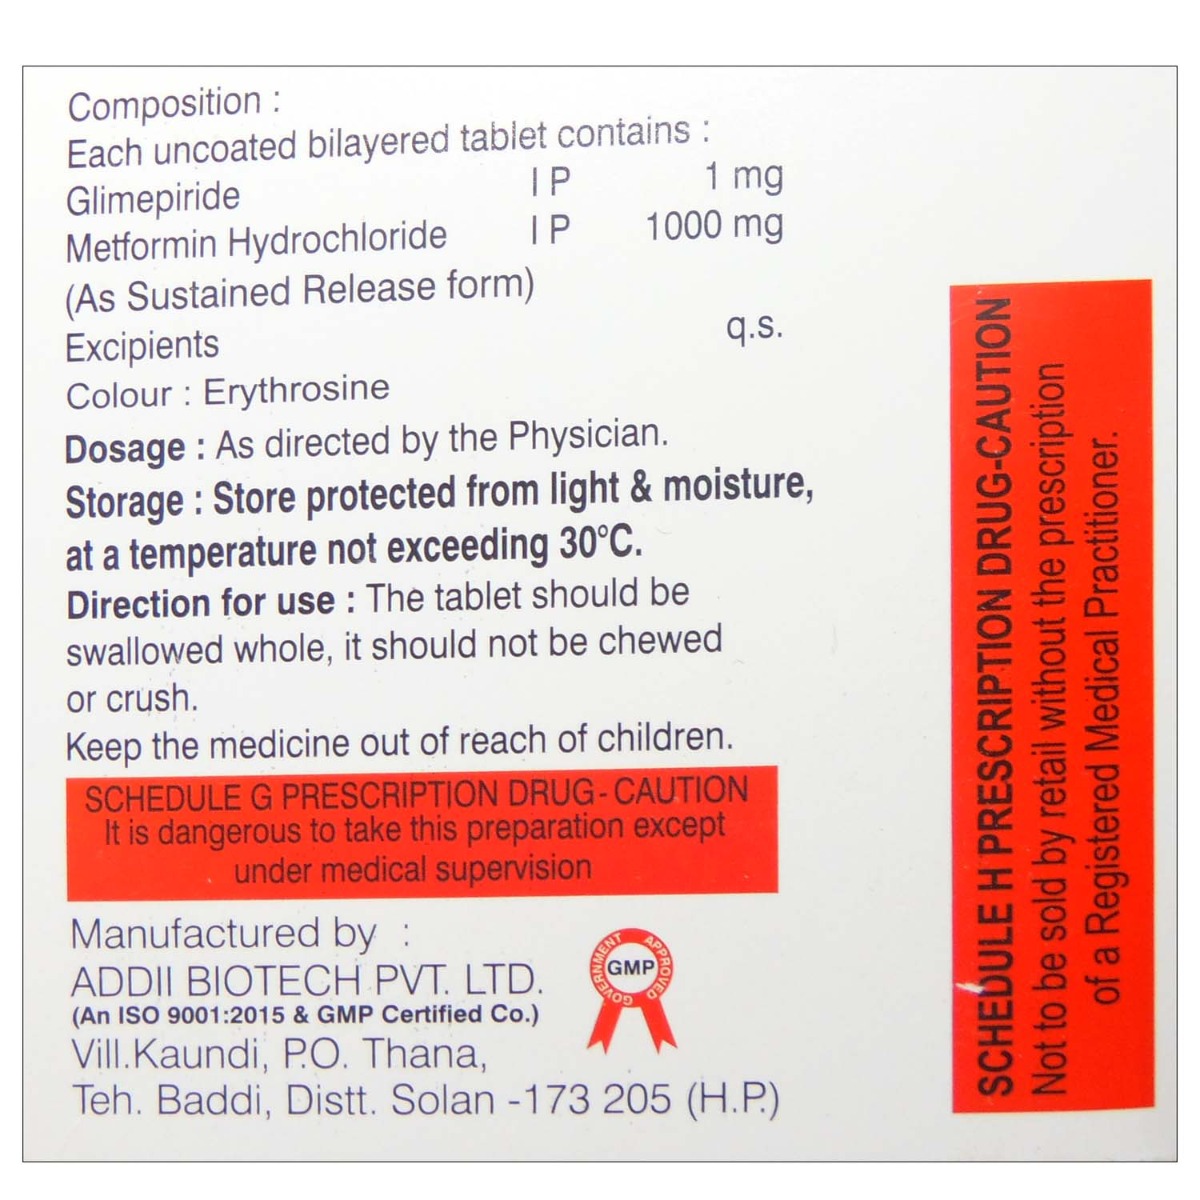 Composition :
Each uncoated bilayered tablet contains :
Glimepiride I P 1 mg
Metformin Hydrochloride I P 1000 mg
(As Sustained Release form)
Excipients q.s.
Colour : Erythrosine
Dosage : As directed by the Physician.
Storage : Store protected from light & moisture,
at a temperature not exceeding 30°C.
Direction for use : The tablet should be
swallowed whole, it should not be chewed
or crush.
Keep the medicine out of reach of children.
SCHEDULE G PRESCRIPTION DRUG - CAUTION
It is dangerous to take this preparation except
under medical supervision
Manufactured by :
ADDII BIOTECH PVT. LTD.
(An ISO 9001:2015 & GMP Certified Co.)
Vill.Kaundi, P.O. Thana,
Teh. Baddi, Distt. Solan -173 205 (H.P.)
GOVERNMENT APPROVED
GMP
SCHEDULE H PRESCRIPTION DRUG-CAUTION
Not to be sold by retail without the prescription
of a Registered Medical Practitioner.